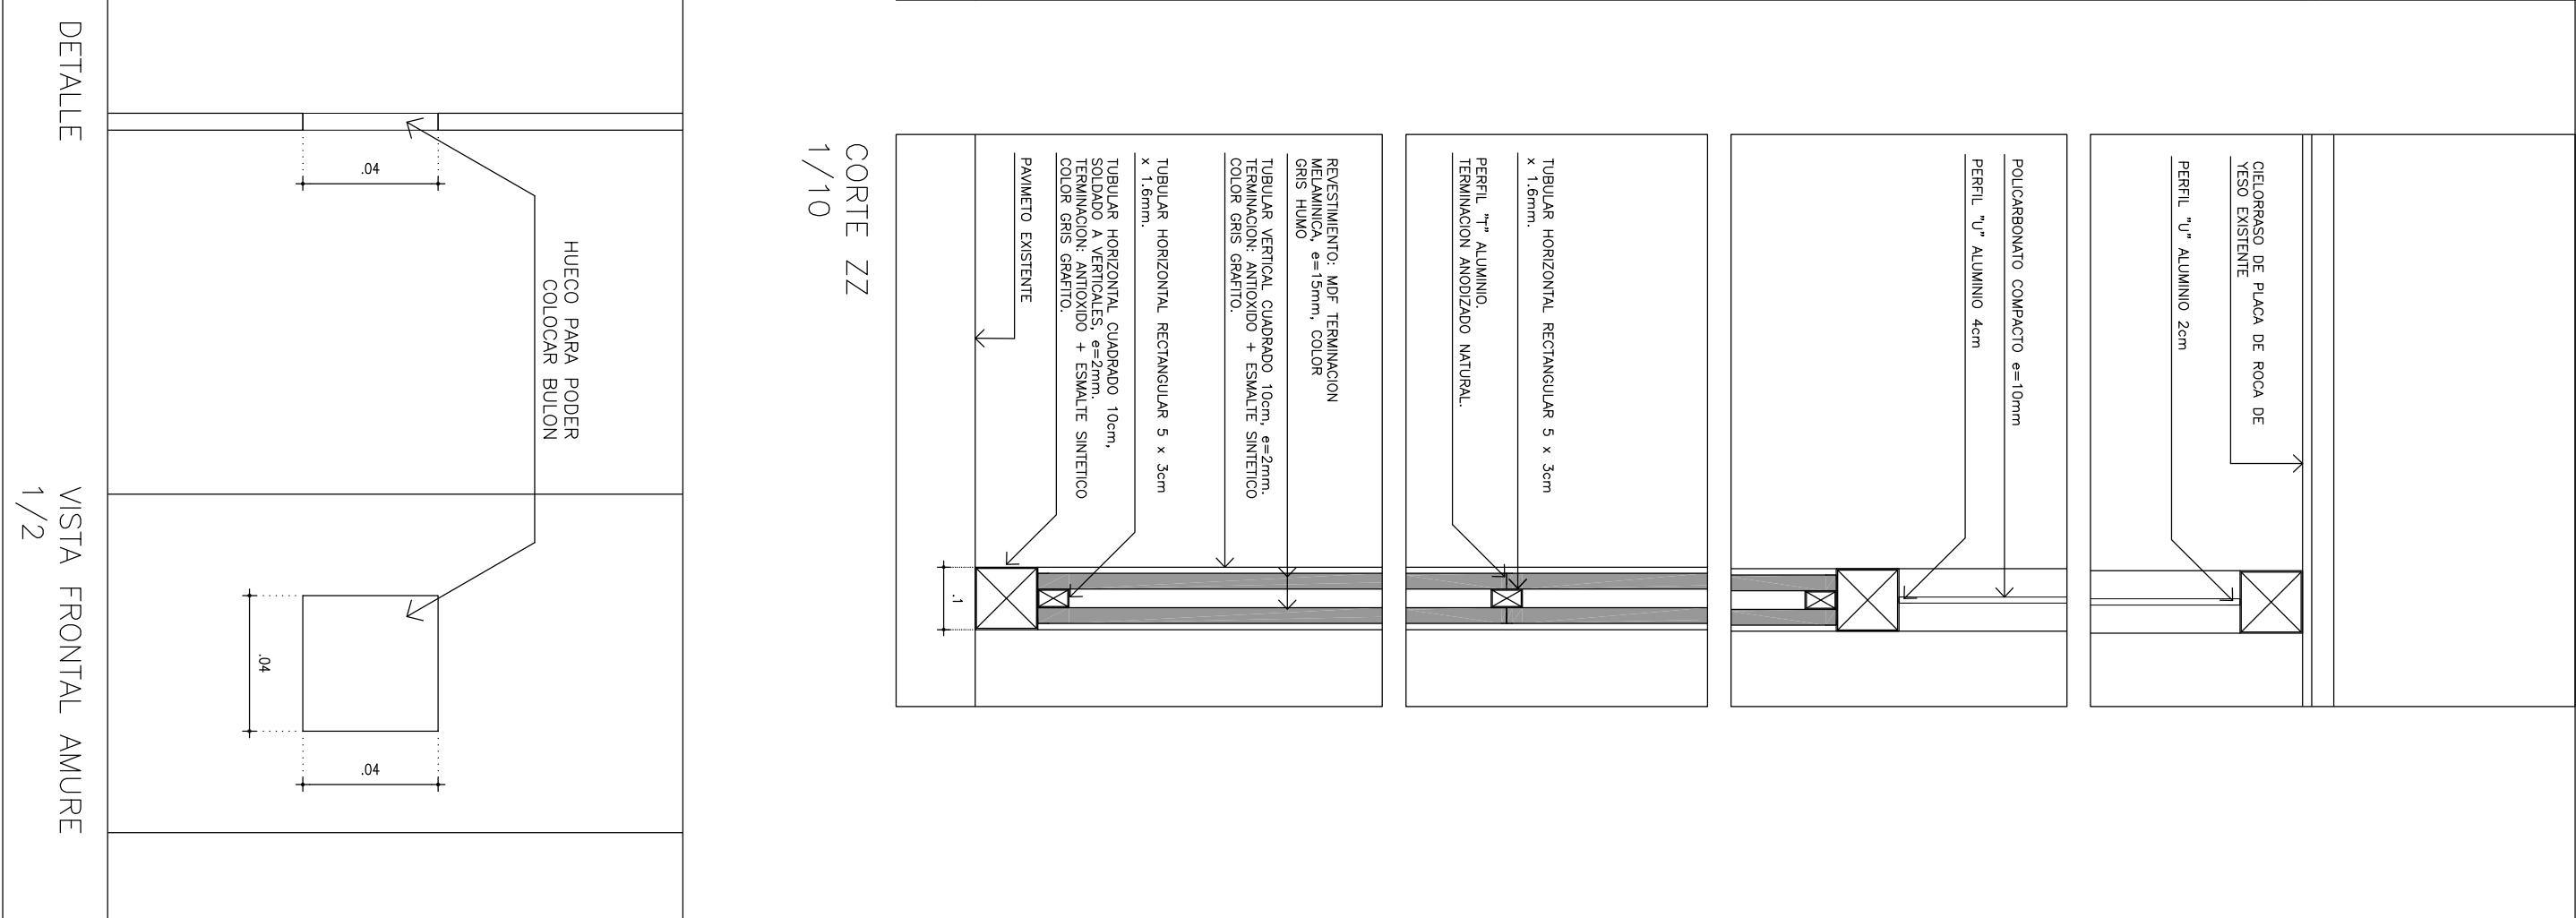 CIELORRASO DE PLACA DE ROCA DE
YESO EXISTENTE
PERFIL "U" ALUMINIO 2cm
POLICARBONATO COMPACTO e=10mm
PERFIL "U" ALUMINIO 4cm
TUBULAR HORIZONTAL RECTANGULAR 5 x 3cm
x 1.6mm.
PERFIL "T" ALUMINIO.
TERMINACION ANODIZADO NATURAL.
REVESTIMIENTO: MDF TERMINACION
MELAMINICA, e=15mm, COLOR
GRIS HUMO
TUBULAR VERTICAL CUADRADO 10cm, e=2mm.
TERMINACION: ANTIOXIDO + ESMALTE SINTETICO
COLOR GRIS GRAFITO.
TUBULAR HORIZONTAL RECTANGULAR 5 x 3cm
x 1.6mm.
TUBULAR HORIZONTAL CUADRADO 10cm,
SOLDADO A VERTICALES, e=2mm.
TERMINACION: ANTIOXIDO + ESMALTE SINTETICO
COLOR GRIS GRAFITO.
PAVIMETO EXISTENTE
.1
CORTE ZZ
1/10
HUECO PARA PODER
COLOCAR BULON
.04
.04
.04
DETALLE
VISTA FRONTAL AMURE
1/2